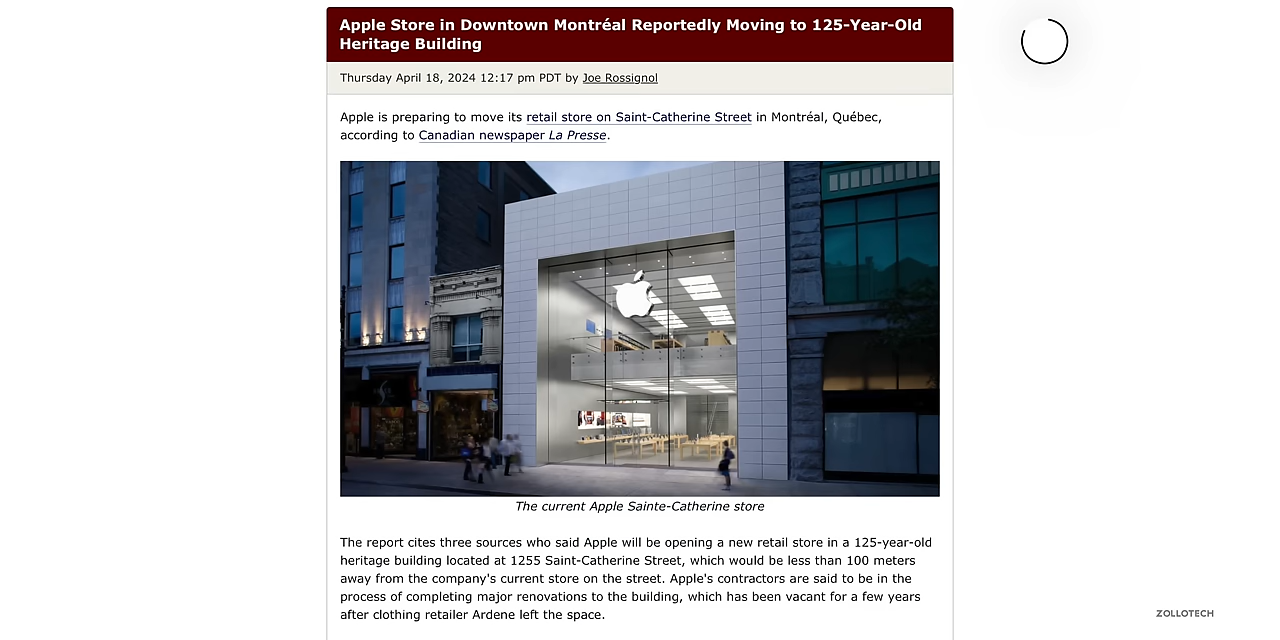 Apple Store in Downtown Montréal Reportedly Moving to 125-Year-Old
Heritage Building
Thursday April 18, 2024 12:17 pm PDT by Joe Rossignol
Apple is preparing to move its retail store on Saint-Catherine Street in Montréal, Québec,
according to Canadian newspaper La Presse.
The current Apple Sainte-Catherine store
The report cites three sources who said Apple will be opening a new retail store in a 125-year-old
heritage building located at 1255 Saint-Catherine Street, which would be less than 100 meters
away from the company's current store on the street. Apple's contractors are said to be in the
process of completing major renovations to the building, which has been vacant for a few years
after clothing retailer Ardene left the space.
ZOLLOTECH